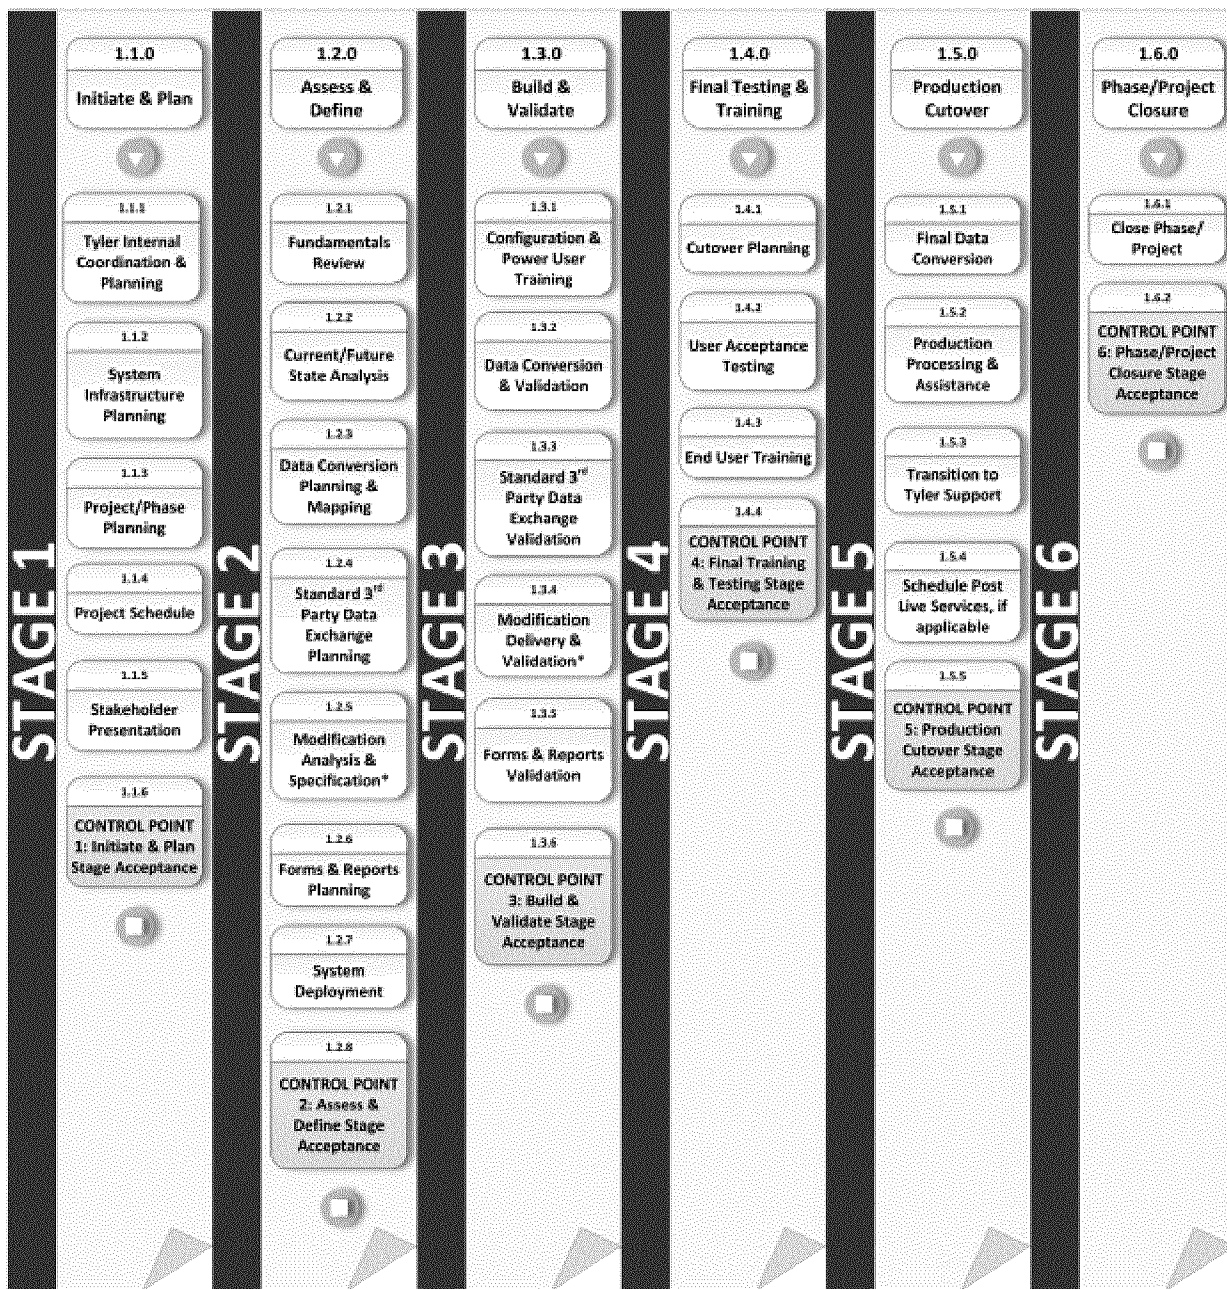 STAGE 1
1.1.0
Initiate & Plan
1.1.1
Tyler Internal
Coordination &
Planning
1.1.2
System
Infrastructure
Planning
1.1.3
Project/Phase
Planning
1.1.4
Project Schedule
1.1.5
Stakeholder
Presentation
1.1.6
CONTROL POINT
1: Initiate & Plan
Stage Acceptance
STAGE 2
1.2.0
Assess &
Define
1.2.1
Fundamentals
Review
1.2.2
Current/Future
State Analysis
1.2.3
Data Conversion
Planning &
Mapping
1.2.4
Standard 3rd
Party Data
Exchange
Planning
1.2.5
Modification
Analysis &
Specification*
1.2.6
Forms & Reports
Planning
1.2.7
System
Deployment
1.2.8
CONTROL POINT
2: Assess &
Define Stage
Acceptance
STAGE 3
1.3.0
Build &
Validate
1.3.1
Configuration &
Power User
Training
1.3.2
Data Conversion
& Validation
1.3.3
Standard 3rd
Party Data
Exchange
Validation
1.3.4
Modification
Delivery &
Validation*
1.3.5
Forms & Reports
Validation
1.3.6
CONTROL POINT
3: Build &
Validate Stage
Acceptance
STAGE 4
1.4.0
Final Testing &
Training
1.4.1
Cutover Planning
1.4.2
User Acceptance
Testing
1.4.3
End User Training
1.4.4
CONTROL POINT
4: Final Training
& Testing Stage
Acceptance
STAGE 5
1.5.0
Production
Cutover
1.5.1
Final Data
Conversion
1.5.2
Production
Processing &
Assistance
1.5.3
Transition to
Tyler Support
1.5.4
Schedule Post
Live Services, if
applicable
1.5.5
CONTROL POINT
5: Production
Cutover Stage
Acceptance
STAGE 6
1.6.0
Phase/Project
Closure
1.6.1
Close Phase/
Project
1.6.2
CONTROL POINT
6: Phase/Project
Closure Stage
Acceptance